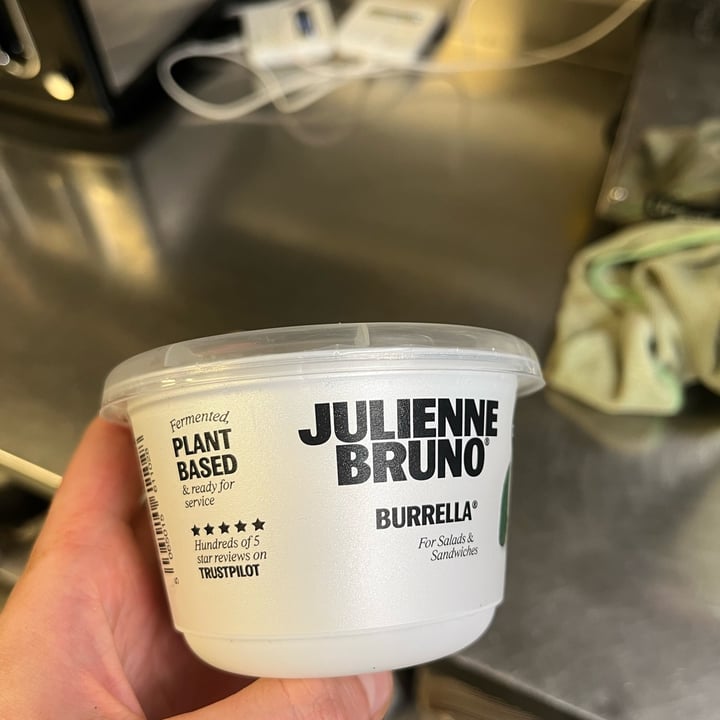 Fermented,
PLANT
BASED
& ready for
service
★★★★★
Hundreds of 5
star reviews on
TRUSTPILOT
JULIENNE
BRUNO®
BURRELLA®
For Salads &
Sandwiches